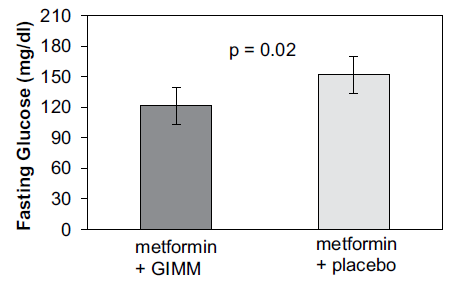 Fasting Glucose (mg/dl)
210
180
150
120
90
60
30
0
p = 0.02
metformin
+ GIMM
metformin
+ placebo